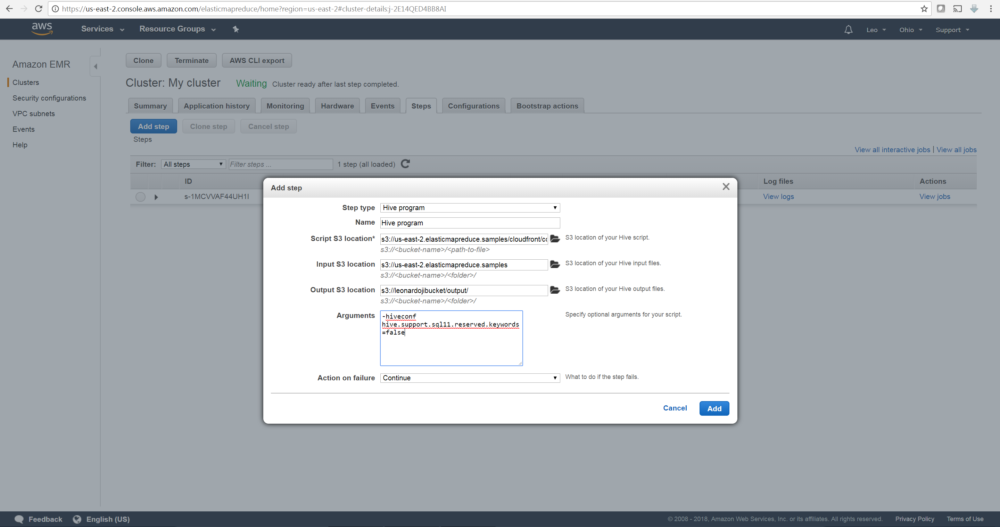 https://us-east-2.console.aws.amazon.com/elasticmapreduce/home?region=us-east-2#cluster-details:j-2E14QED4BB8AI
aws Services Resource Groups Leo Ohio Support
Amazon EMR
Clusters
Security configurations
VPC subnets
Events
Help
Clone Terminate AWS CLI export
Cluster: My cluster Waiting Cluster ready after last step completed.
Summary Application history Monitoring Hardware Events Steps Configurations Bootstrap actions
Add step Clone step Cancel step
Steps
View all interactive jobs | View all jobs
Filter: All steps Filter steps ... 1 step (all loaded)
ID Log files Actions
s-1MCVVAF44UH1I View logs View jobs
Add step
Step type Hive program
Name Hive program
Script S3 location* s3://us-east-2.elasticmapreduce.samples/cloudfront/co S3 location of your Hive script.
s3://<bucket-name>/<path-to-file>
Input S3 location s3://us-east-2.elasticmapreduce.samples S3 location of your Hive input files.
s3://<bucket-name>/<folder>/
Output S3 location s3://leonardojibucket/output/ S3 location of your Hive output files.
s3://<bucket-name>/<folder>/
Arguments -hiveconf Specify optional arguments for your script.
hive.support.sql11.reserved.keywords
=false
Action on failure Continue What to do if the step fails.
Cancel Add
Feedback English (US) © 2008 - 2018, Amazon Web Services, Inc. or its affiliates. All rights reserved. Privacy Policy Terms of Use